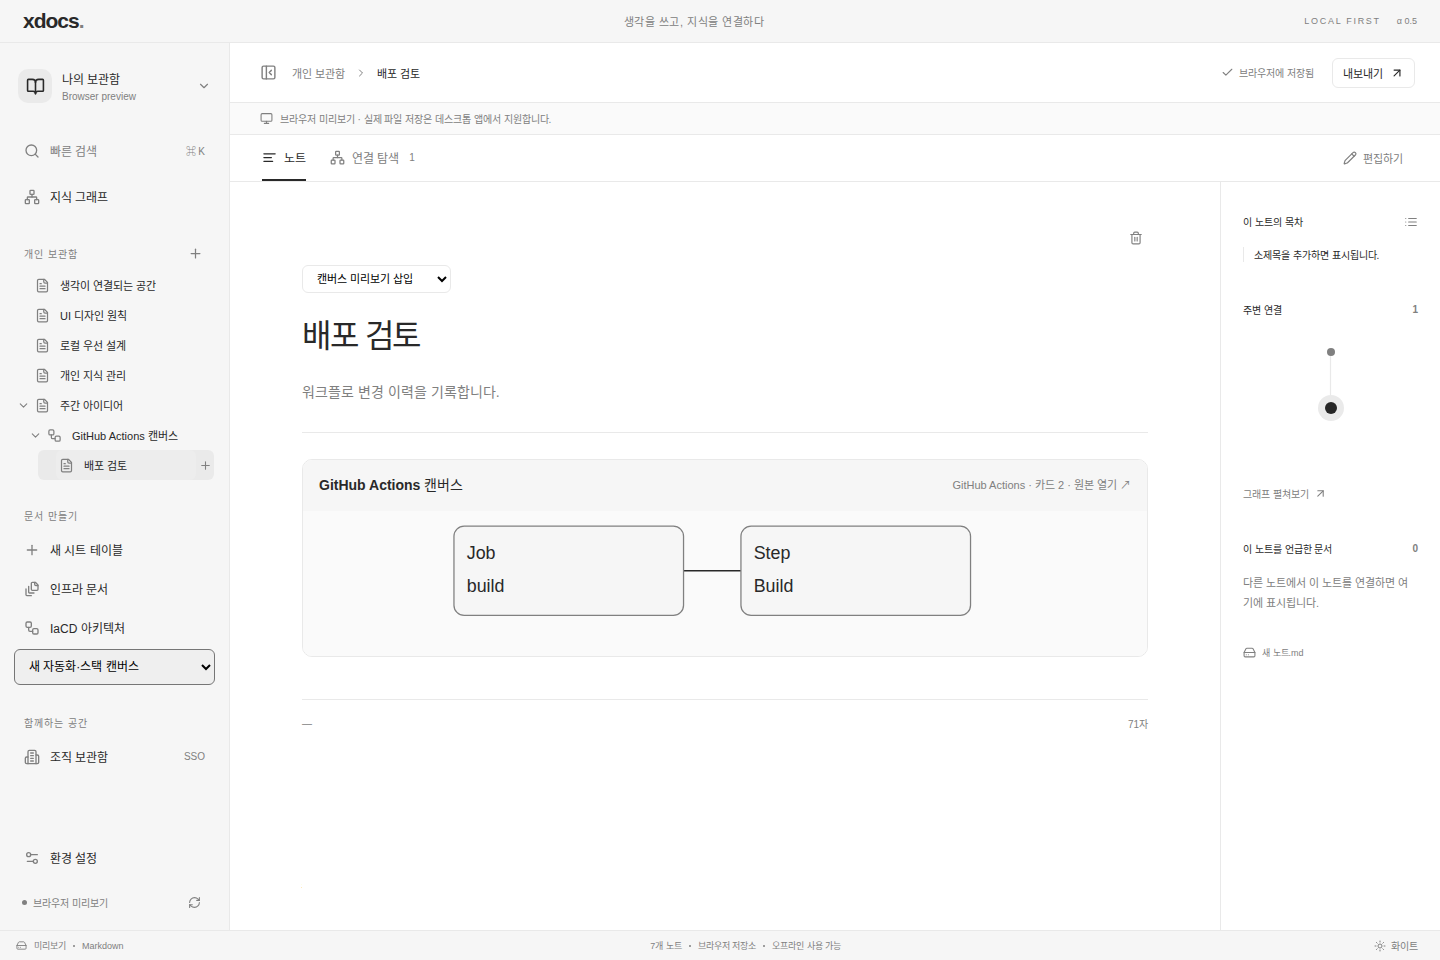 xdocs.
생각을 쓰고, 지식을 연결하다
LOCAL FIRST
α 0.5
나의 보관함
Browser preview
빠른 검색
⌘K
지식 그래프
개인 보관함
생각이 연결되는 공간
UI 디자인 원칙
로컬 우선 설계
개인 지식 관리
주간 아이디어
GitHub Actions 캔버스
배포 검토
문서 만들기
새 시트 테이블
인프라 문서
IaCD 아키텍처
새 자동화·스택 캔버스
함께하는 공간
조직 보관함
SSO
환경 설정
브라우저 미리보기
개인 보관함
배포 검토
브라우저에 저장됨
내보내기
브라우저 미리보기 · 실제 파일 저장은 데스크톱 앱에서 지원합니다.
노트
연결 탐색 1
편집하기
캔버스 미리보기 삽입
배포 검토
워크플로 변경 이력을 기록합니다.
GitHub Actions 캔버스
GitHub Actions · 카드 2 · 원본 열기 ↗
Job
build
Step
Build
—
71자
이 노트의 목차
소제목을 추가하면 표시됩니다.
주변 연결
1
그래프 펼쳐보기
이 노트를 언급한 문서
0
다른 노트에서 이 노트를 연결하면 여
기에 표시됩니다.
새 노트.md
미리보기 • Markdown
7개 노트 • 브라우저 저장소 • 오프라인 사용 가능
화이트